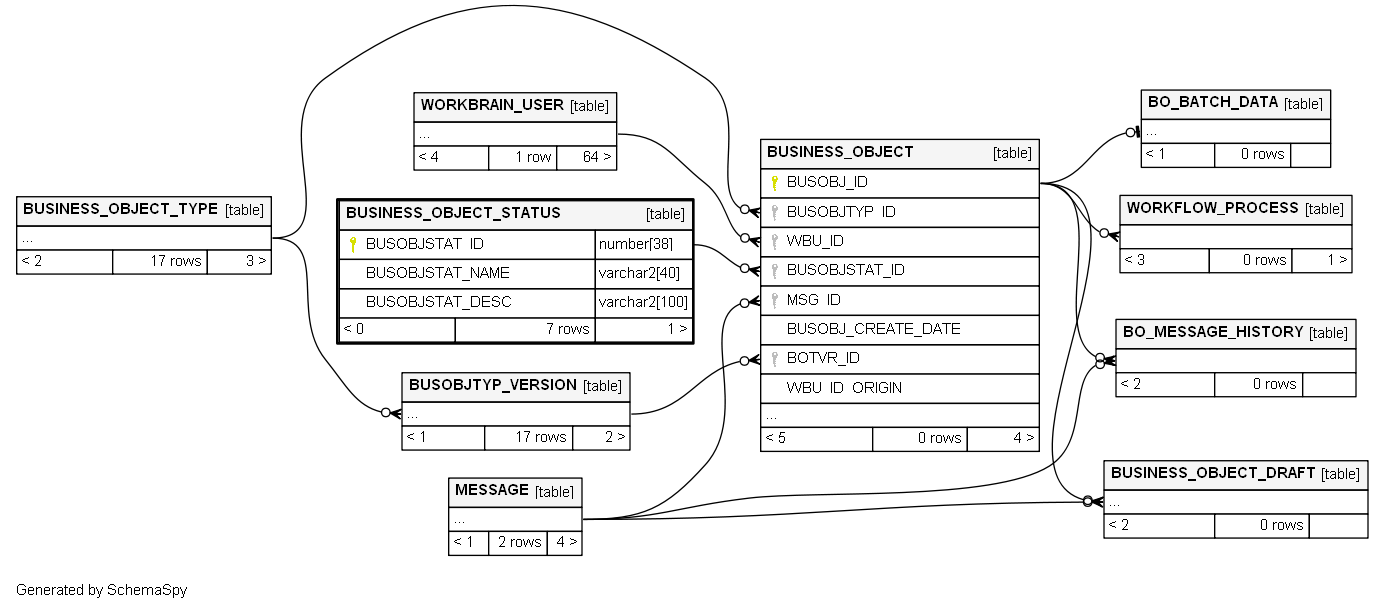 WORKBRAIN_USER [table]
...
< 4 1 row 64 >
BUSINESS_OBJECT_TYPE [table]
...
< 2 17 rows 3 >
BUSINESS_OBJECT_STATUS [table]
BUSOBJSTAT_ID number[38]
BUSOBJSTAT_NAME varchar2[40]
BUSOBJSTAT_DESC varchar2[100]
< 0 7 rows 1 >
BUSOBJTYP_VERSION [table]
...
< 1 17 rows 2 >
MESSAGE [table]
...
< 1 2 rows 4 >
BUSINESS_OBJECT [table]
BUSOBJ_ID
BUSOBJTYP_ID
WBU_ID
BUSOBJSTAT_ID
MSG_ID
BUSOBJ_CREATE_DATE
BOTVR_ID
WBU_ID_ORIGIN
...
< 5 0 rows 4 >
BO_BATCH_DATA [table]
...
< 1 0 rows
WORKFLOW_PROCESS [table]
< 3 0 rows 1 >
BO_MESSAGE_HISTORY [table]
< 2 0 rows
BUSINESS_OBJECT_DRAFT [table]
...
< 2 0 rows
Generated by SchemaSpy